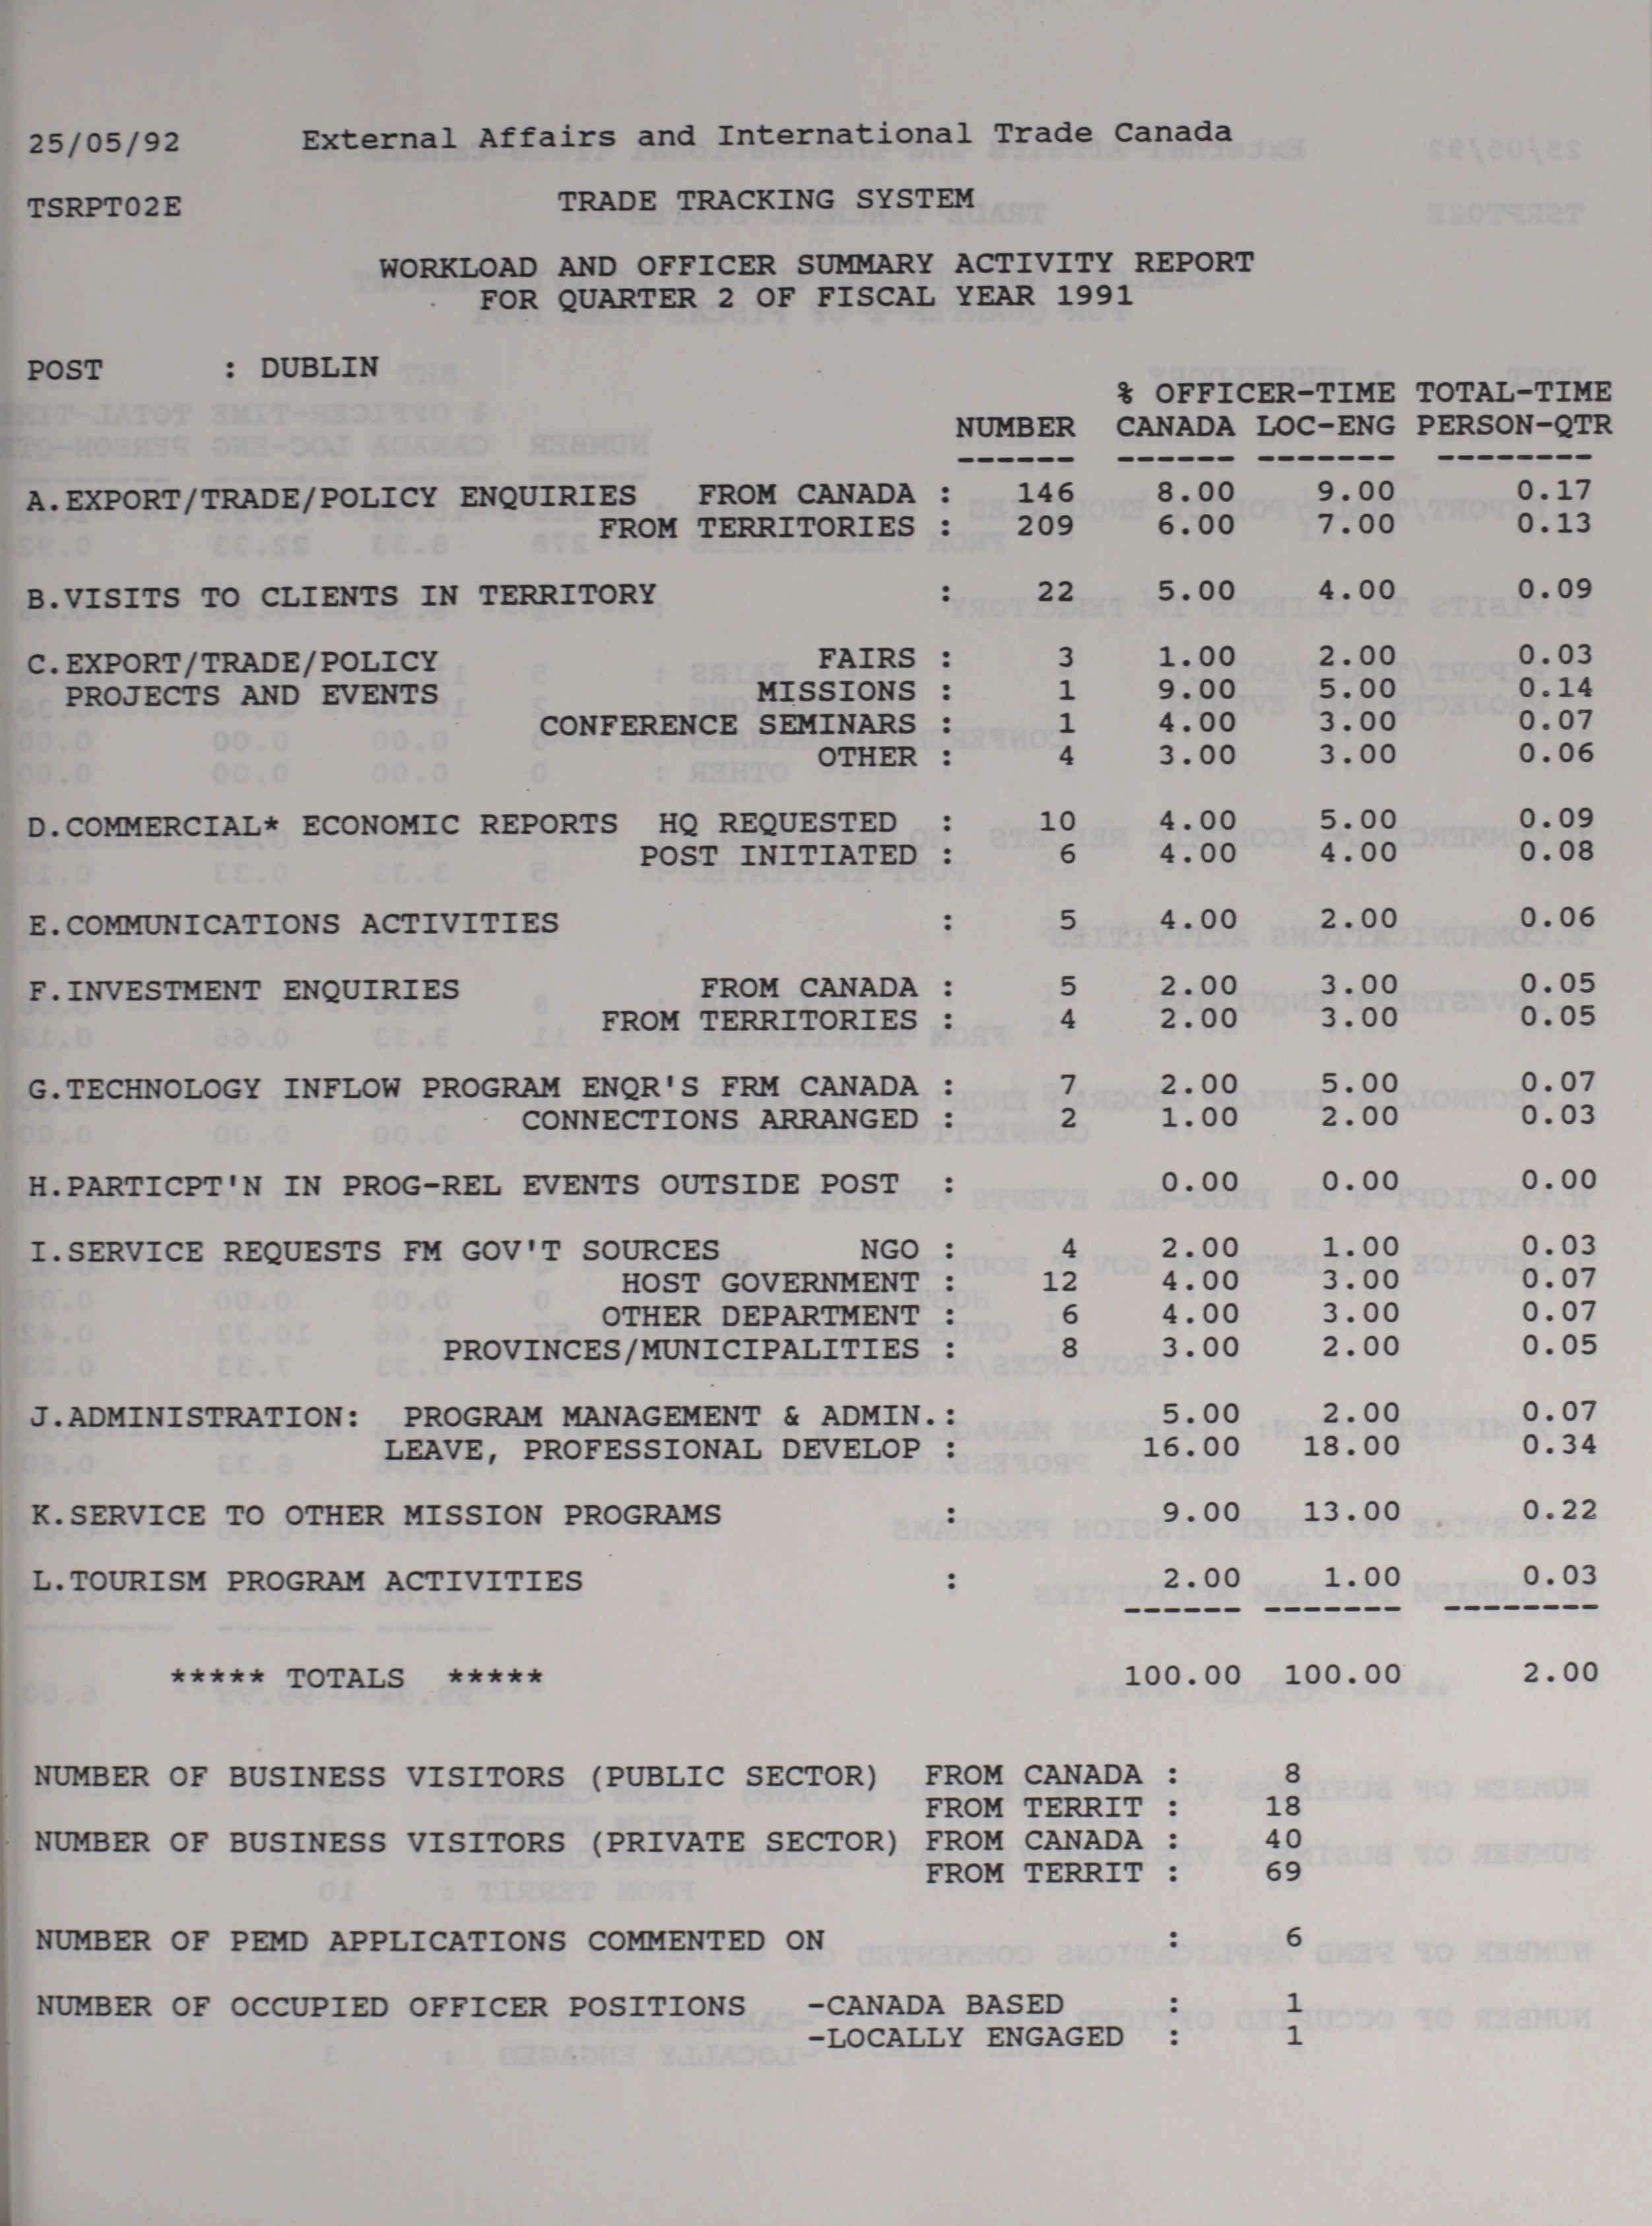 25/05/92 External Affairs and International Trade Canada
TSRPT02E TRADE TRACKING SYSTEM
WORKLOAD AND OFFICER SUMMARY ACTIVITY REPORT
FOR QUARTER 2 OF FISCAL YEAR 1991
POST : DUBLIN
% OFFICER-TIME TOTAL-TIME
NUMBER CANADA LOC-ENG PERSON-QTR
------ ------ ------- --------
A.EXPORT/TRADE/POLICY ENQUIRIES FROM CANADA : 146 8.00 9.00 0.17
FROM TERRITORIES : 209 6.00 7.00 0.13
B.VISITS TO CLIENTS IN TERRITORY : 22 5.00 4.00 0.09
C.EXPORT/TRADE/POLICY FAIRS : 3 1.00 2.00 0.03
PROJECTS AND EVENTS MISSIONS : 1 9.00 5.00 0.14
CONFERENCE SEMINARS : 1 4.00 3.00 0.07
OTHER : 4 3.00 3.00 0.06
D.COMMERCIAL* ECONOMIC REPORTS HQ REQUESTED : 10 4.00 5.00 0.09
POST INITIATED : 6 4.00 4.00 0.08
E.COMMUNICATIONS ACTIVITIES : 5 4.00 2.00 0.06
F.INVESTMENT ENQUIRIES FROM CANADA : 5 2.00 3.00 0.05
FROM TERRITORIES : 4 2.00 3.00 0.05
G.TECHNOLOGY INFLOW PROGRAM ENQR'S FRM CANADA : 7 2.00 5.00 0.07
CONNECTIONS ARRANGED : 2 1.00 2.00 0.03
H.PARTICPT'N IN PROG-REL EVENTS OUTSIDE POST : 0.00 0.00 0.00
I.SERVICE REQUESTS FM GOV'T SOURCES NGO : 4 2.00 1.00 0.03
HOST GOVERNMENT : 12 4.00 3.00 0.07
OTHER DEPARTMENT : 6 4.00 3.00 0.07
PROVINCES/MUNICIPALITIES : 8 3.00 2.00 0.05
J.ADMINISTRATION: PROGRAM MANAGEMENT & ADMIN.: 5.00 2.00 0.07
LEAVE, PROFESSIONAL DEVELOP : 16.00 18.00 0.34
K.SERVICE TO OTHER MISSION PROGRAMS : 9.00 13.00 0.22
L.TOURISM PROGRAM ACTIVITIES : 2.00 1.00 0.03
------ ------- --------
***** TOTALS ***** 100.00 100.00 2.00
NUMBER OF BUSINESS VISITORS (PUBLIC SECTOR) FROM CANADA : 8
FROM TERRIT : 18
NUMBER OF BUSINESS VISITORS (PRIVATE SECTOR) FROM CANADA : 40
FROM TERRIT : 69
NUMBER OF PEMD APPLICATIONS COMMENTED ON : 6
NUMBER OF OCCUPIED OFFICER POSITIONS -CANADA BASED : 1
-LOCALLY ENGAGED : 1